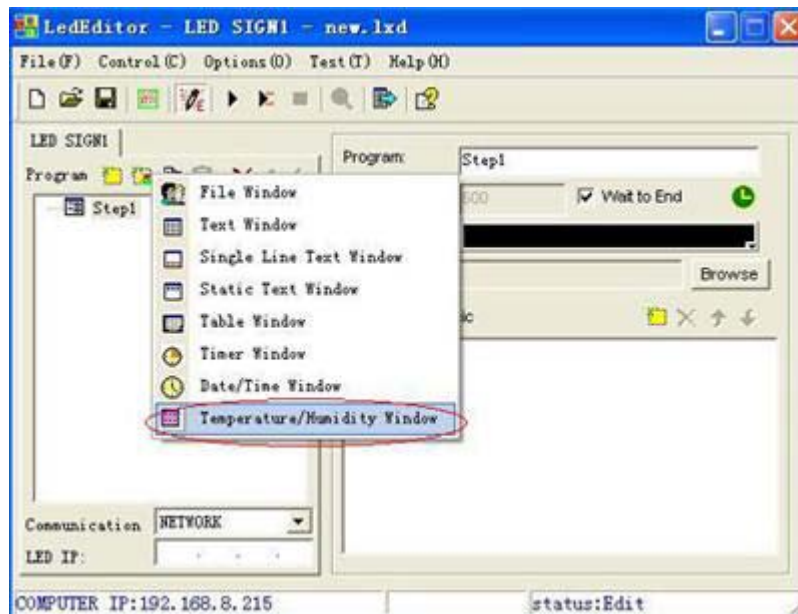 LedEditor - LED SIGN1 - new.lxd
File(F) Control(C) Options(O) Test(T) Help(H)
LED SIGN1
Program
Step1
File Window
Text Window
Single Line Text Window
Static Text Window
Table Window
Timer Window
Date/Time Window
Temperature/Humidity Window
Program: Step1
Wait to End
Browse
Communication NETWORK
LED IP:
COMPUTER IP:192.168.8.215
status:Edit